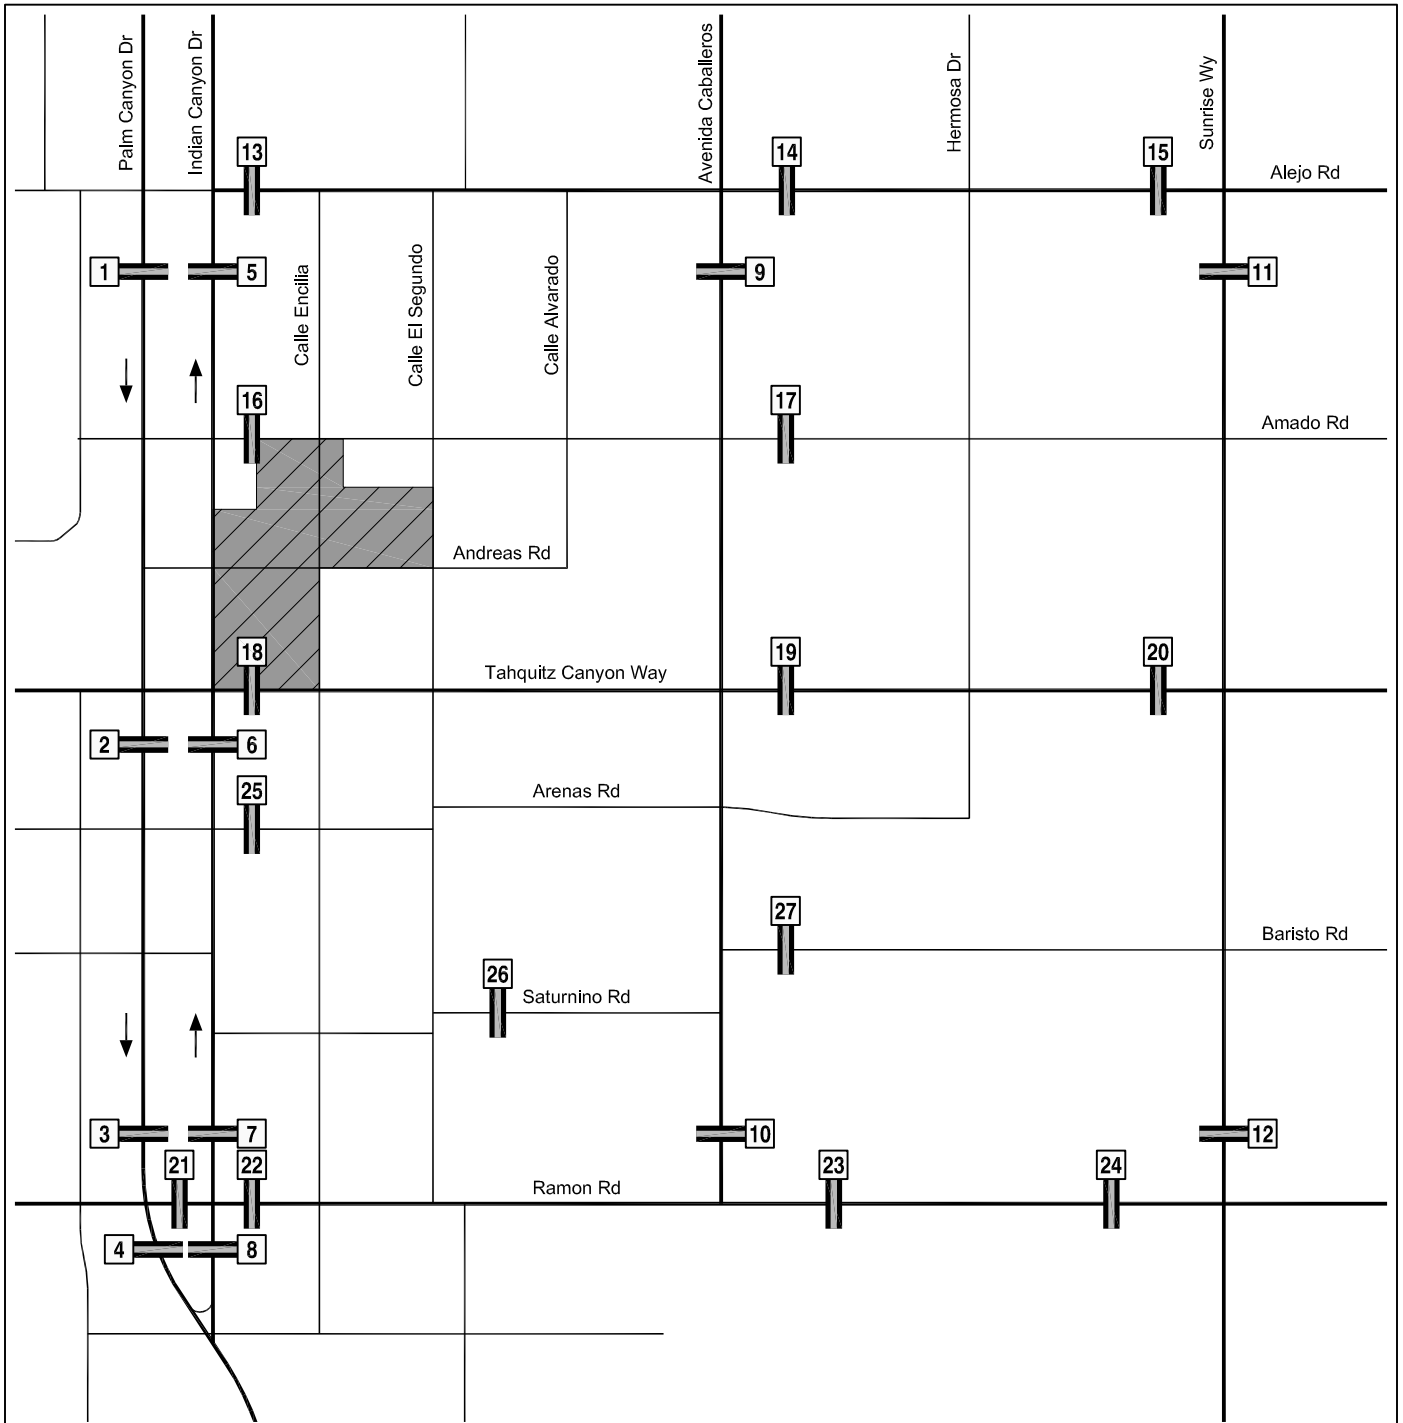 Palm Canyon Dr
Indian Canyon Dr
Avenida Caballeros
Hermosa Dr
Sunrise Wy
13
14
15
Alejo Rd
1
5
Calle Encilia
Calle El Segundo
Calle Alvarado
9
11
16
17
Amado Rd
Andreas Rd
18
19
20
Tahquitz Canyon Way
2
6
25
Arenas Rd
27
Baristo Rd
26
Saturnino Rd
3
7
10
12
21
22
23
24
Ramon Rd
4
8